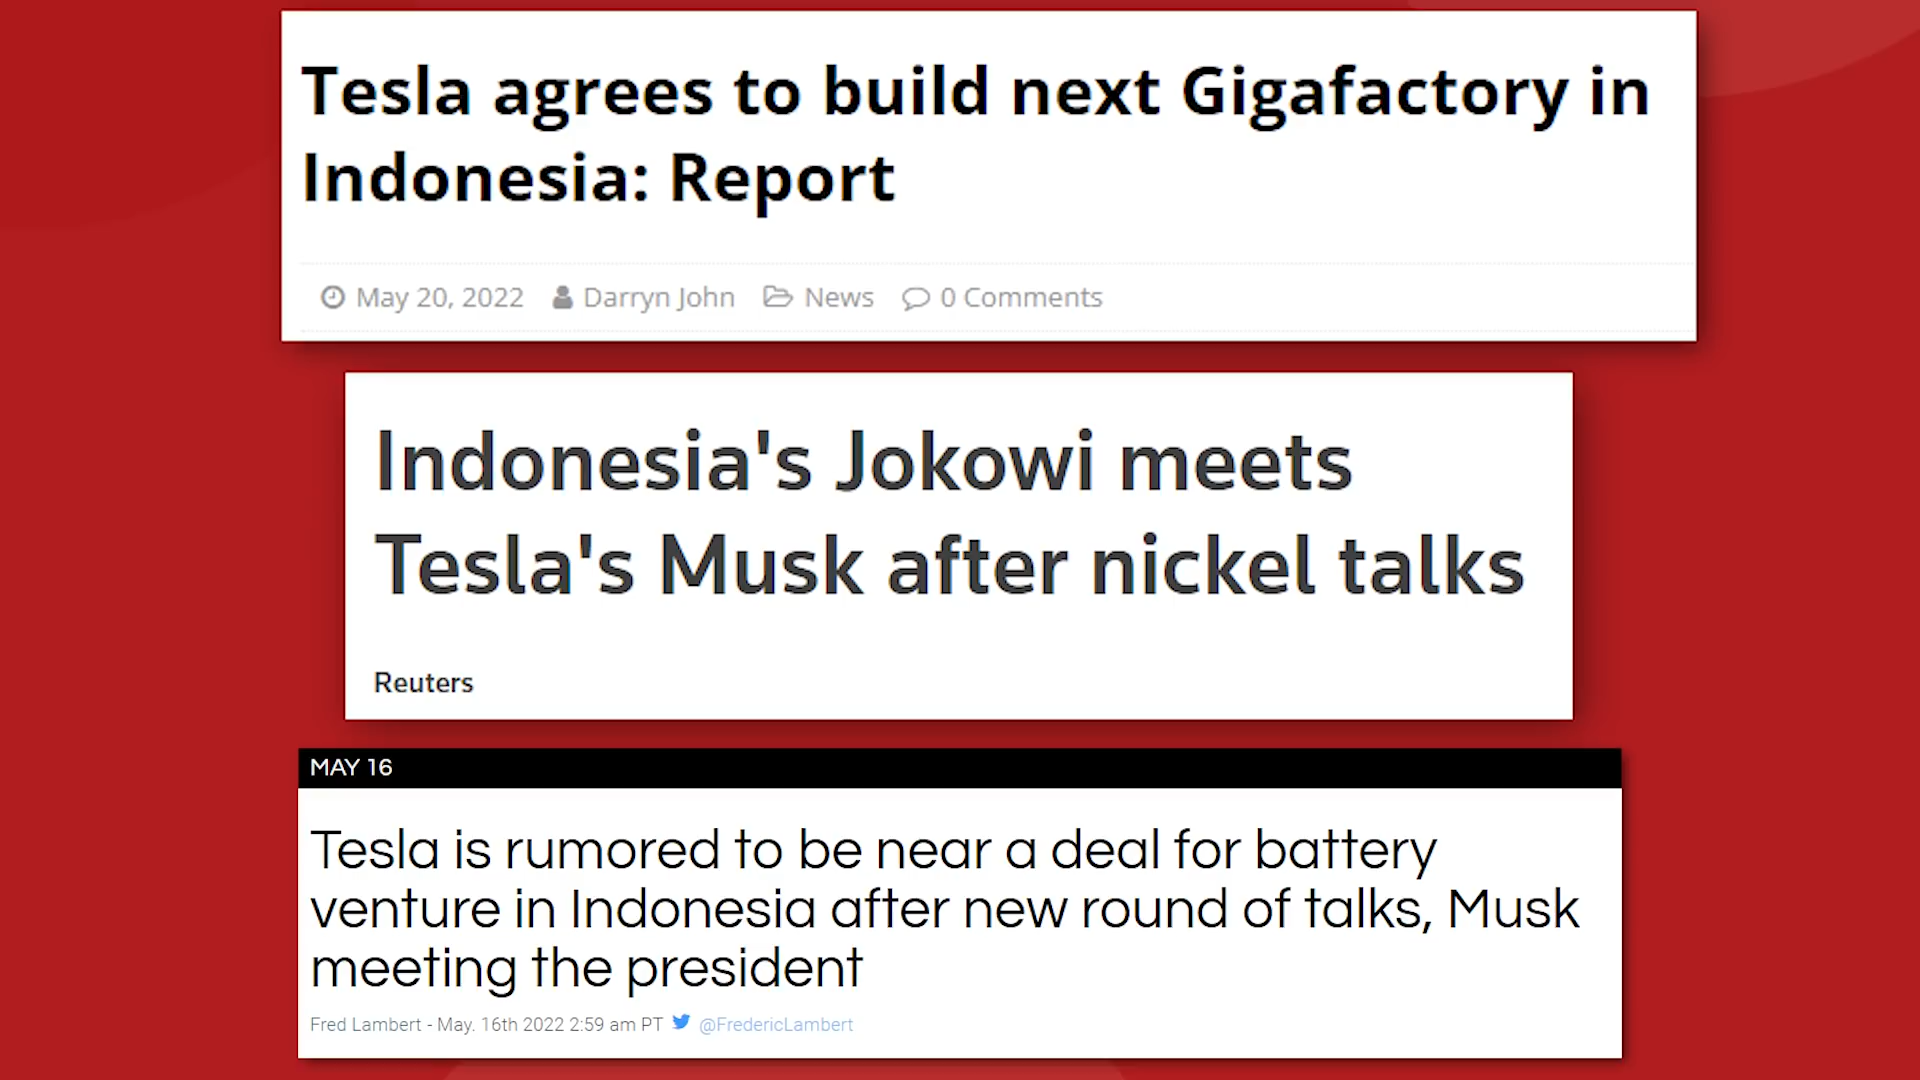 Tesla agrees to build next Gigafactory in
Indonesia: Report
May 20, 2022 Darryn John News 0 Comments
Indonesia's Jokowi meets
Tesla's Musk after nickel talks
Reuters
MAY 16
Tesla is rumored to be near a deal for battery
venture in Indonesia after new round of talks, Musk
meeting the president
Fred Lambert - May. 16th 2022 2:59 am PT @FredericLambert